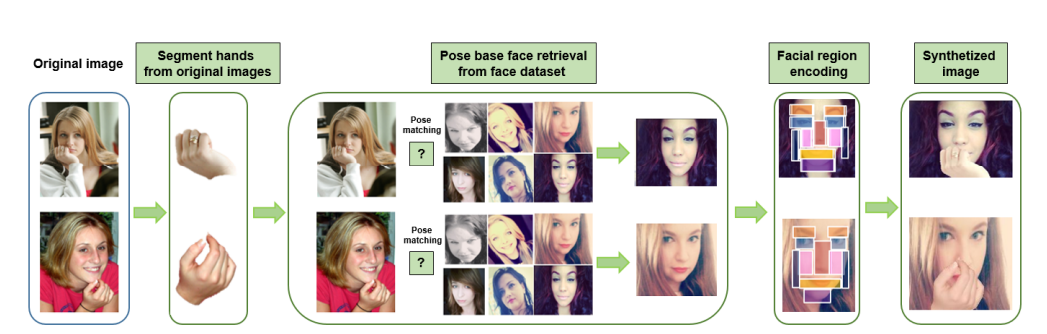 Original image
Segment hands
from original images
Pose base face retrieval
from face dataset
Facial region
encoding
Synthetized
image
Pose
matching
?
Pose
matching
?